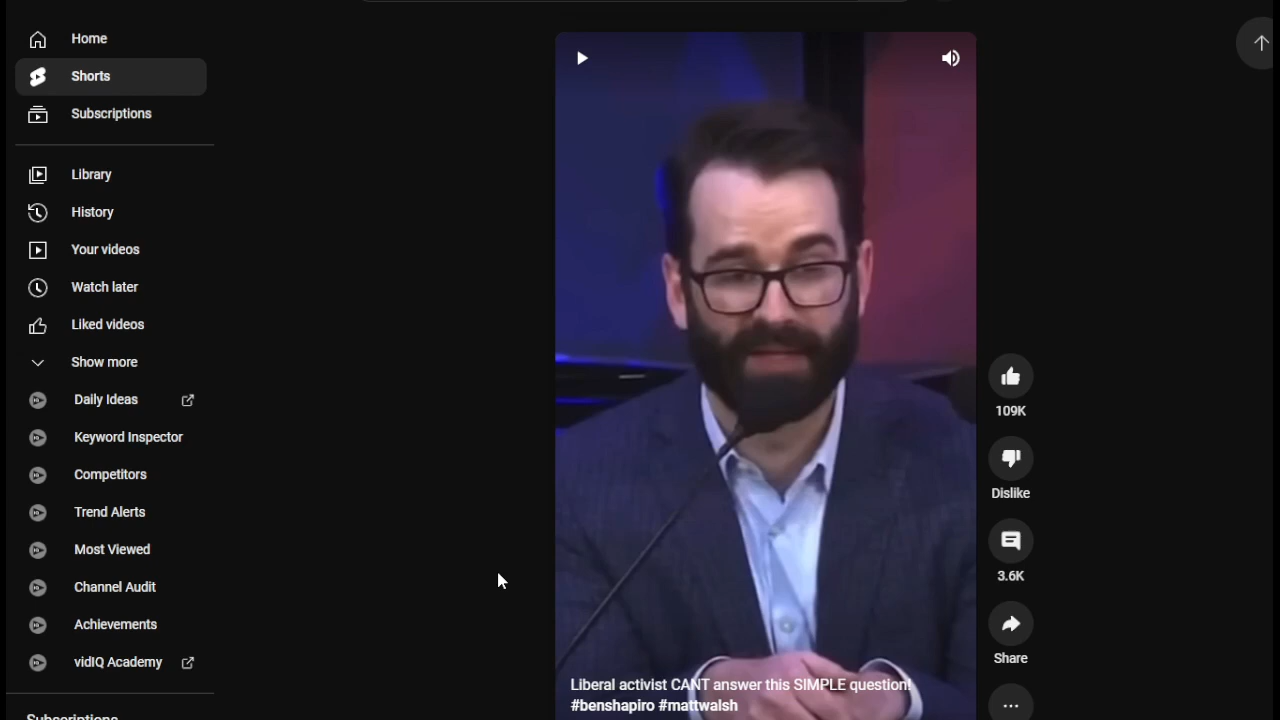 Home
Shorts
Subscriptions
Library
History
Your videos
Watch later
Liked videos
Show more
Daily Ideas
Keyword Inspector
Competitors
Trend Alerts
Most Viewed
Channel Audit
Achievements
vidIQ Academy
Subscriptions
109K
Dislike
3.6K
Share
Liberal activist CANT answer this SIMPLE question!
#benshapiro #mattwalsh